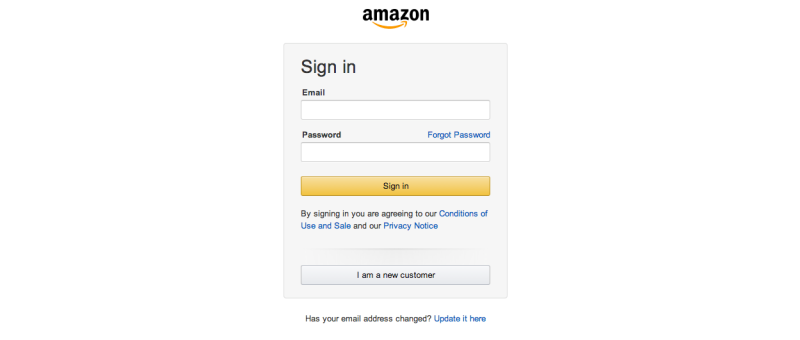 amazon
Sign in
Email
Password Forgot Password
Sign in
By signing in you are agreeing to our Conditions of
Use and Sale and our Privacy Notice
I am a new customer
Has your email address changed? Update it here